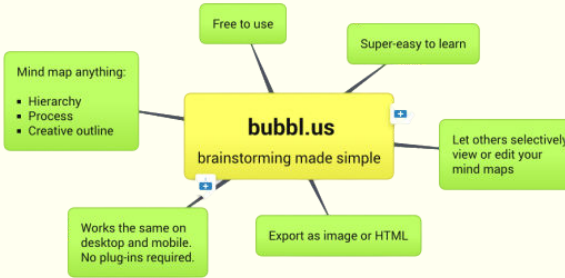 Free to use
Super-easy to learn
Mind map anything:
▪ Hierarchy
▪ Process
▪ Creative outline
bubbl.us
brainstorming made simple
Let others selectively
view or edit your
mind maps
Works the same on
desktop and mobile.
No plug-ins required.
Export as image or HTML